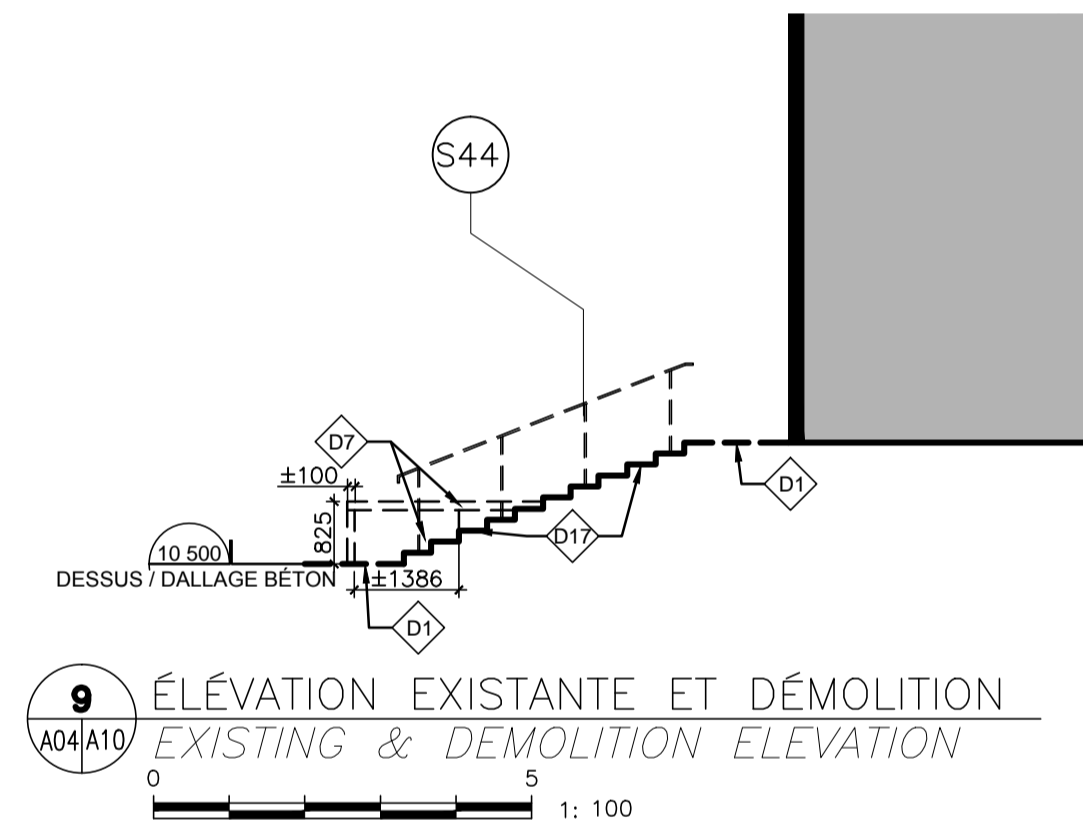 S44
D7
±100
D1
825
D17
10 500
DESSUS / DALLAGE BÉTON
±1386
D1
9
A04 A10
ÉLÉVATION EXISTANTE ET DÉMOLITION
EXISTING & DEMOLITION ELEVATION
0 5
1: 100